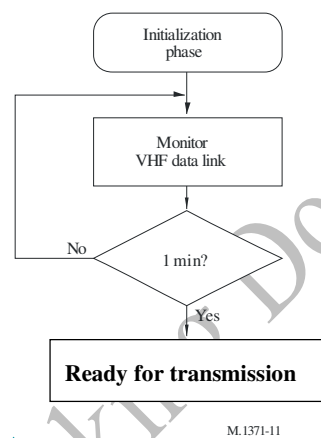 Initialization
phase
Monitor
VHF data link
1 min?
No
Yes
Ready for transmission
M.1371-11